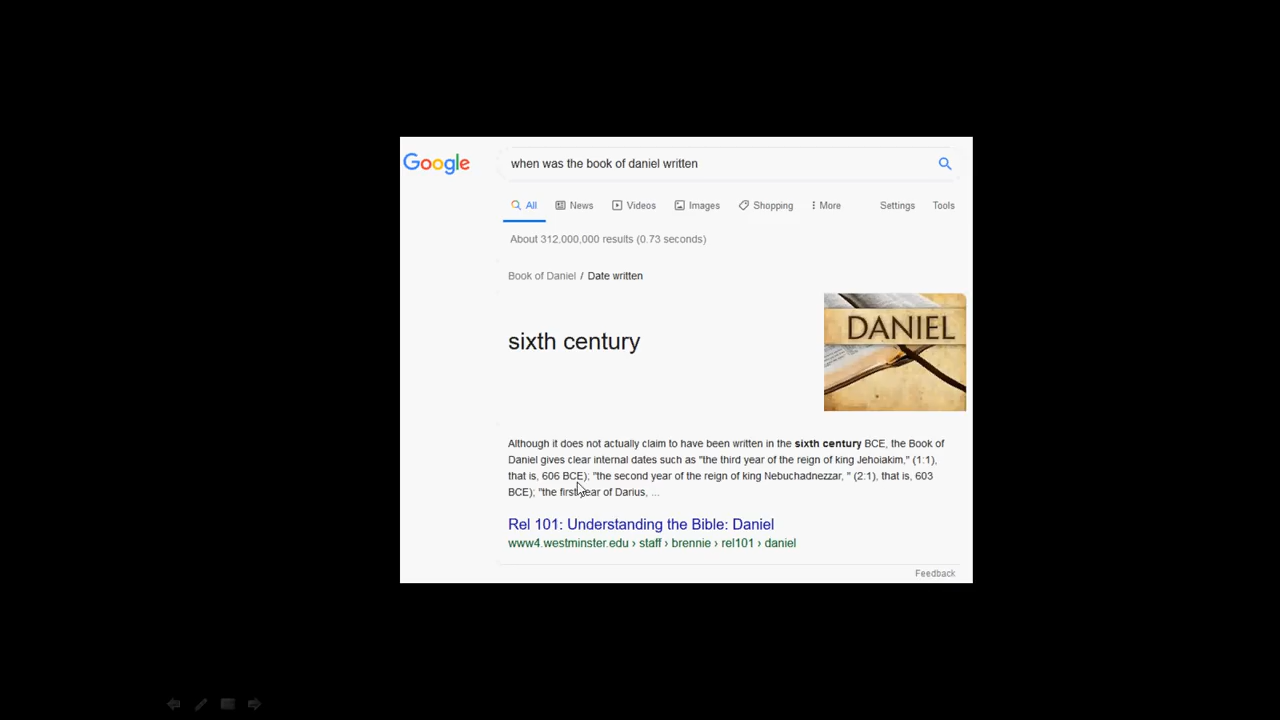 Google
when was the book of daniel written
All News Videos Images Shopping More Settings Tools
About 312,000,000 results (0.73 seconds)
Book of Daniel / Date written
sixth century
DANIEL
Although it does not actually claim to have been written in the sixth century BCE, the Book of
Daniel gives clear internal dates such as "the third year of the reign of king Jehoiakim," (1:1),
that is, 606 BCE); "the second year of the reign of king Nebuchadnezzar, " (2:1), that is, 603
BCE); "the first year of Darius, ...
Rel 101: Understanding the Bible: Daniel
www4.westminster.edu › staff › brennie › rel101 › daniel
Feedback